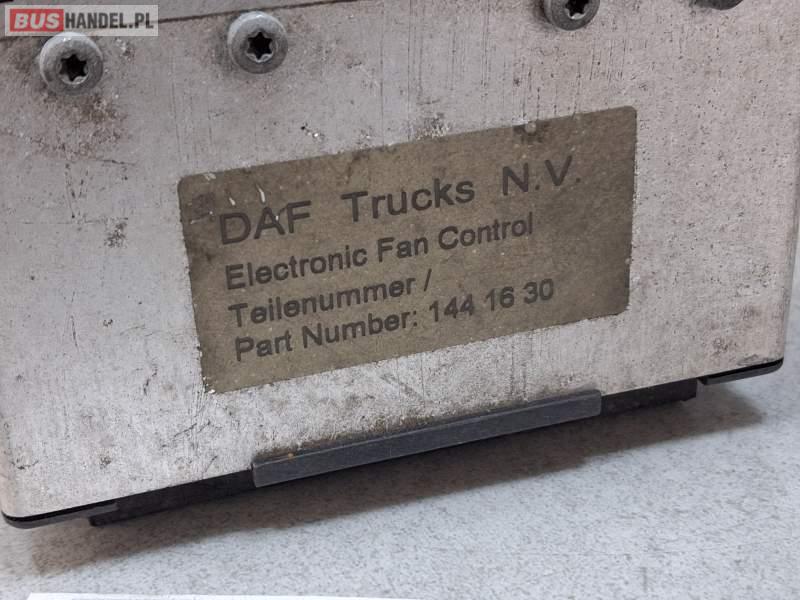 BUSHANDEL.PL
DAF Trucks N.V.
Electronic Fan Control
Teilenummer /
Part Number: 144 16 30